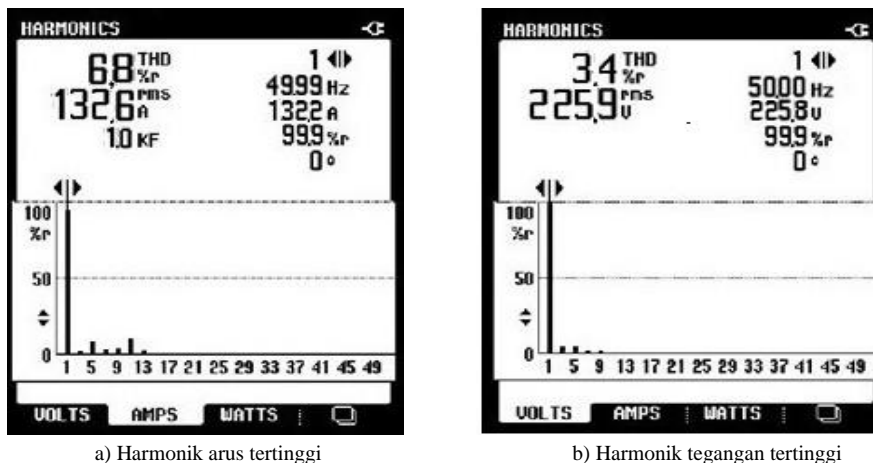 HARMONICS
6,8 THD %r
132,6 rms A
1,0 KF
1
49,99 Hz
132,2 A
99,9 %r
0 °
100
%r
50
0
1 5 9 13 17 21 25 29 33 37 41 45 49
VOLTS AMPS WATTS
a) Harmonik arus tertinggi
HARMONICS
3,4 THD %r
225,9 rms V
1
50,00 Hz
225,8 V
99,9 %r
0 °
100
%r
50
0
1 5 9 13 17 21 25 29 33 37 41 45 49
VOLTS AMPS WATTS
b) Harmonik tegangan tertinggi